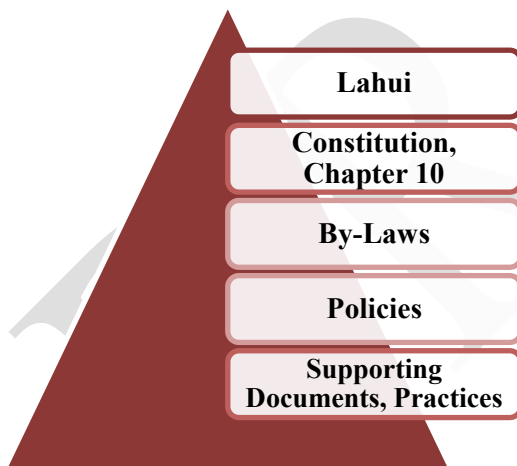 Lahui
Constitution,
Chapter 10
By-Laws
Policies
Supporting
Documents, Practices